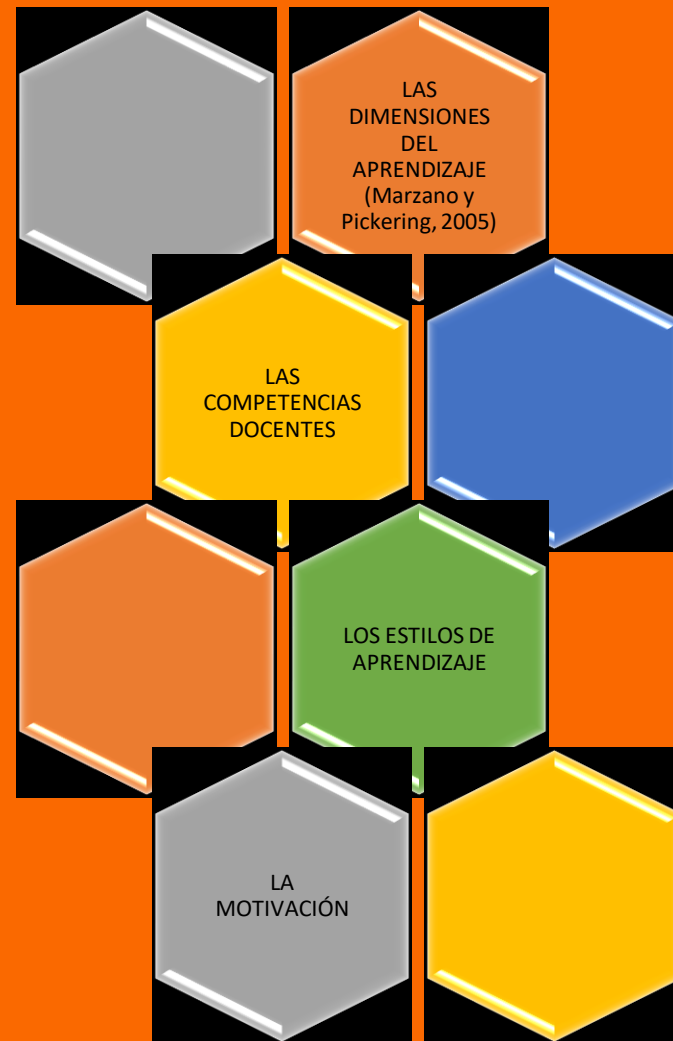 LAS
DIMENSIONES
DEL
APRENDIZAJE
(Marzano y
Pickering, 2005)
LAS
COMPETENCIAS
DOCENTES
LOS ESTILOS DE
APRENDIZAJE
LA
MOTIVACIÓN